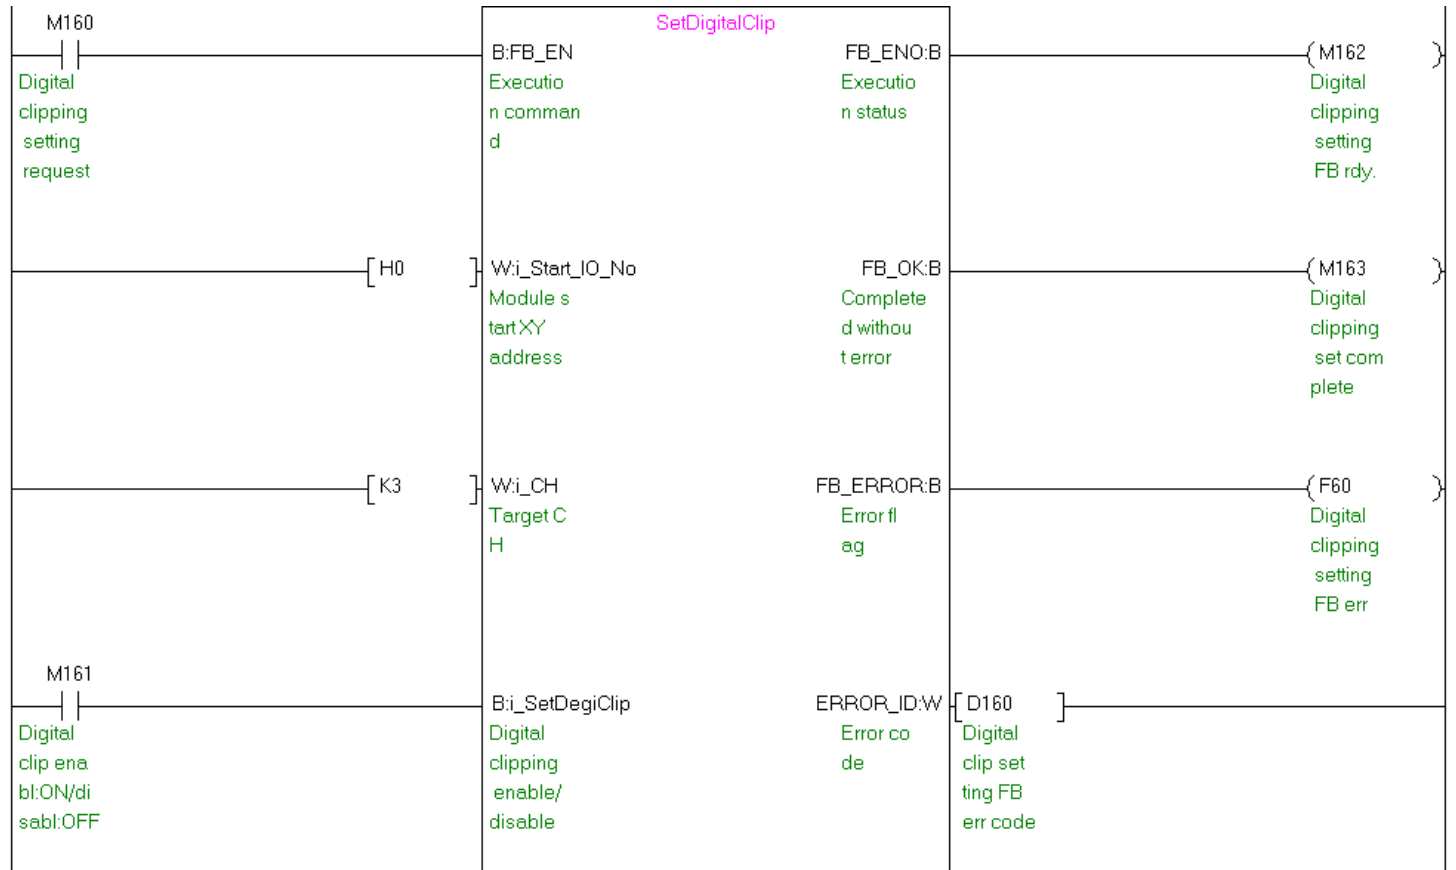 M160
SetDigitalClip
B:FB_EN
FB_ENO:B
M162
Digital
clipping
setting
request
Executio
n comman
d
Executio
n status
Digital
clipping
setting
FB rdy.
H0
W:i_Start_IO_No
FB_OK:B
M163
Module s
tart XY
address
Complete
d withou
t error
Digital
clipping
set com
plete
K3
W:i_CH
FB_ERROR:B
F60
Target C
H
Error fl
ag
Digital
clipping
setting
FB err
M161
B:i_SetDegiClip
ERROR_ID:W
D160
Digital
clip ena
bl:ON/di
sabl:OFF
Digital
clipping
enable/
disable
Error co
de
Digital
clip set
ting FB
err code